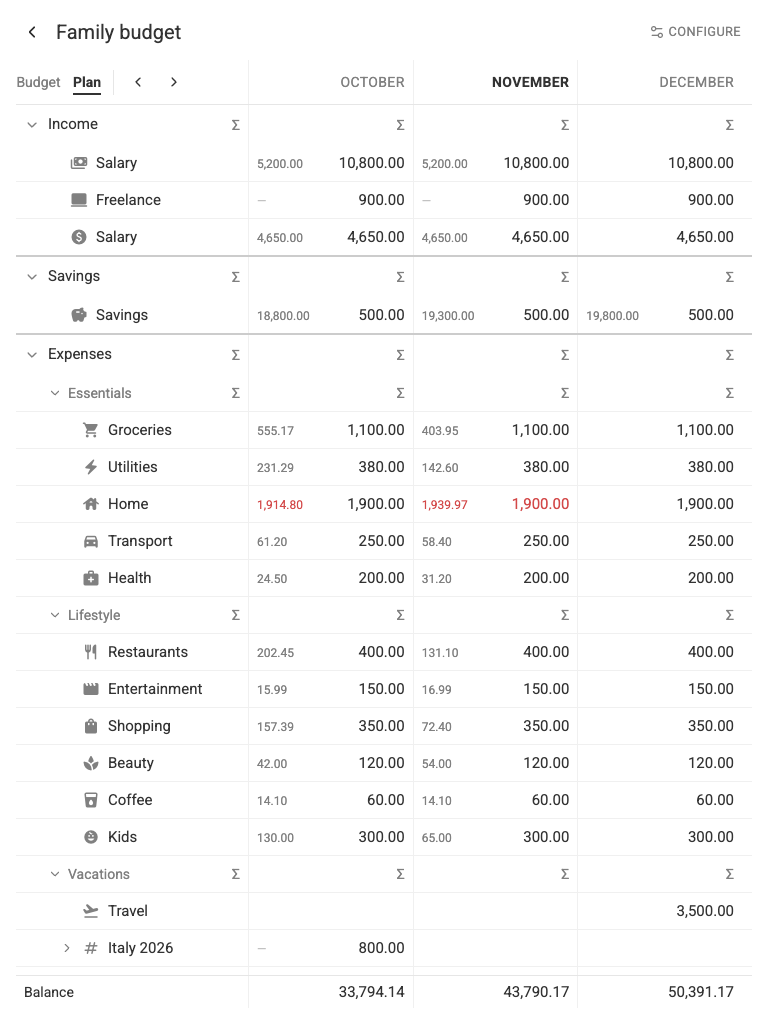 Family budget CONFIGURE
Budget Plan OCTOBER NOVEMBER DECEMBER
Income Σ Σ Σ Σ
Salary 5,200.00 10,800.00 5,200.00 10,800.00 10,800.00
Freelance – 900.00 – 900.00 900.00
Salary 4,650.00 4,650.00 4,650.00 4,650.00 4,650.00
Savings Σ Σ Σ Σ
Savings 18,800.00 500.00 19,300.00 500.00 19,800.00 500.00
Expenses Σ Σ Σ Σ
Essentials Σ Σ Σ Σ
Groceries 555.17 1,100.00 403.95 1,100.00 1,100.00
Utilities 231.29 380.00 142.60 380.00 380.00
Home 1,914.80 1,900.00 1,939.97 1,900.00 1,900.00
Transport 61.20 250.00 58.40 250.00 250.00
Health 24.50 200.00 31.20 200.00 200.00
Lifestyle Σ Σ Σ Σ
Restaurants 202.45 400.00 131.10 400.00 400.00
Entertainment 15.99 150.00 16.99 150.00 150.00
Shopping 157.39 350.00 72.40 350.00 350.00
Beauty 42.00 120.00 54.00 120.00 120.00
Coffee 14.10 60.00 14.10 60.00 60.00
Kids 130.00 300.00 65.00 300.00 300.00
Vacations Σ Σ Σ Σ
Travel 3,500.00
# Italy 2026 – 800.00
Balance 33,794.14 43,790.17 50,391.17